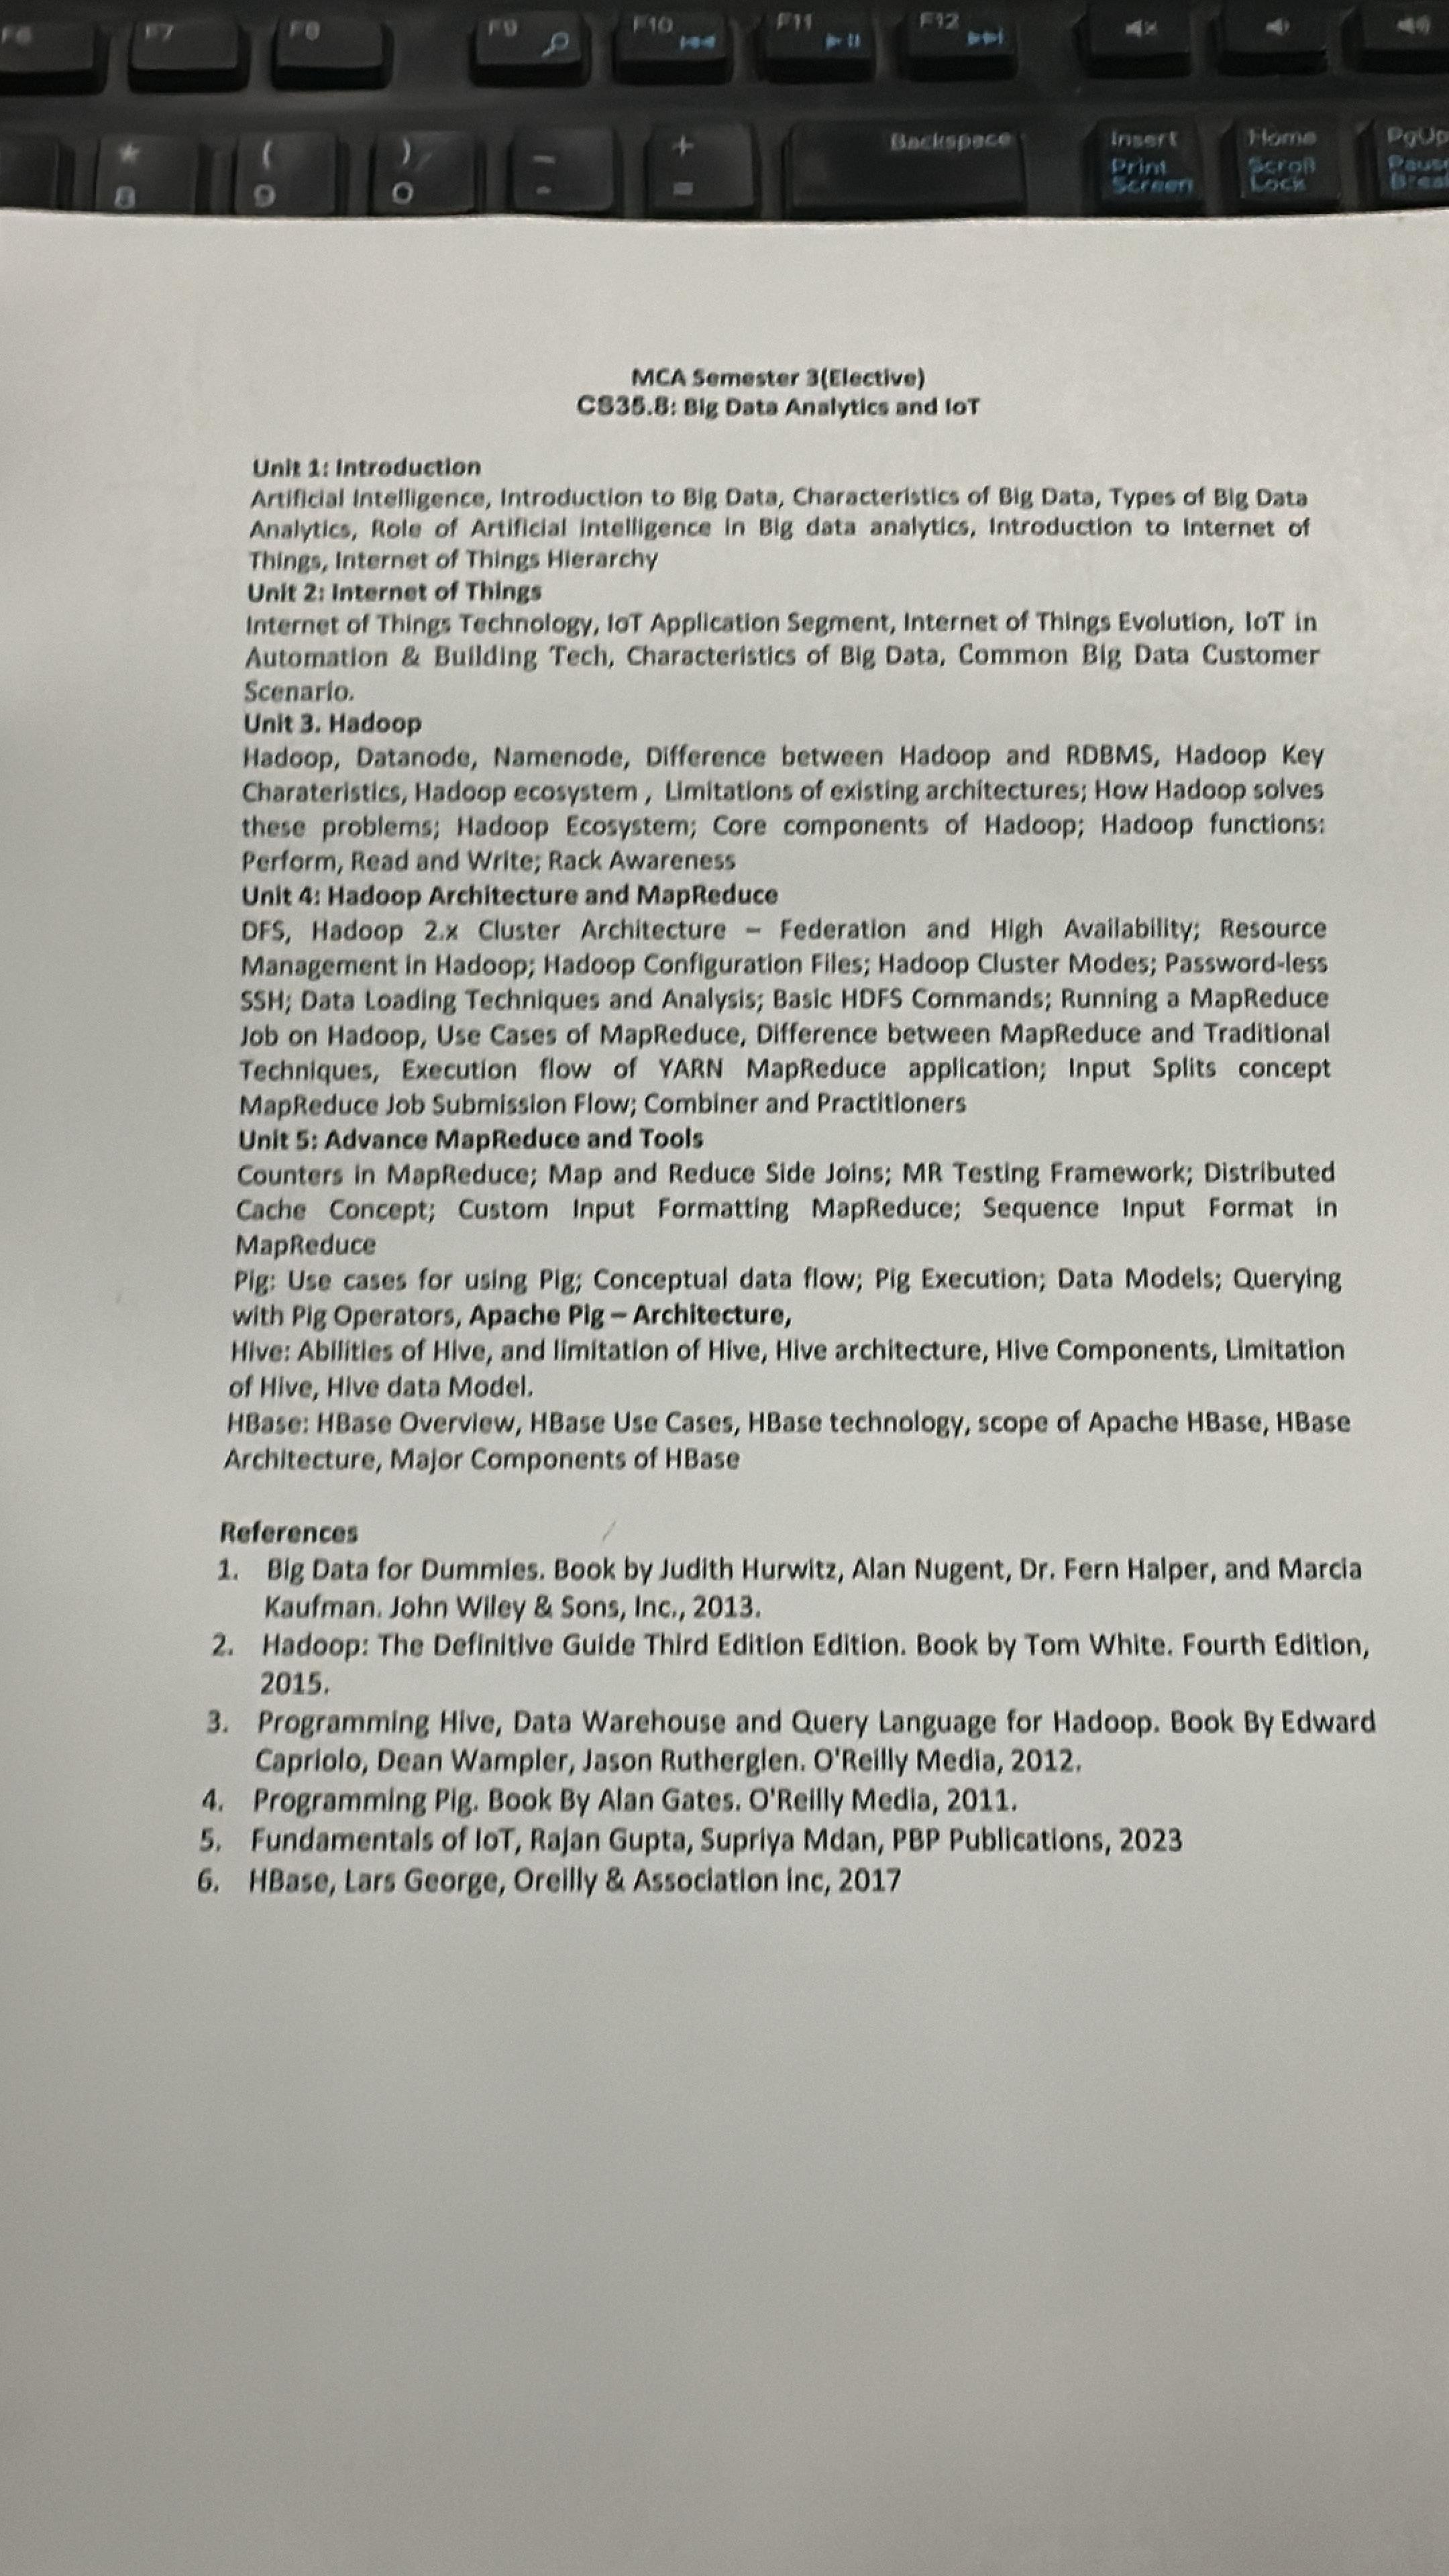 F6 F7 F8 F9 F10 F11 F12
* ( ) _ + Backspace Insert Home PgUp
8 9 0 - = Print Screen Scroll Lock
MCA Semester 3(Elective)
CS35.8: Big Data Analytics and IoT
Unit 1: Introduction
Artificial Intelligence, Introduction to Big Data, Characteristics of Big Data, Types of Big Data
Analytics, Role of Artificial intelligence in Big data analytics, Introduction to Internet of
Things, Internet of Things Hierarchy
Unit 2: Internet of Things
Internet of Things Technology, IoT Application Segment, Internet of Things Evolution, IoT in
Automation & Building Tech, Characteristics of Big Data, Common Big Data Customer
Scenario.
Unit 3. Hadoop
Hadoop, Datanode, Namenode, Difference between Hadoop and RDBMS, Hadoop Key
Charateristics, Hadoop ecosystem , Limitations of existing architectures; How Hadoop solves
these problems; Hadoop Ecosystem; Core components of Hadoop; Hadoop functions:
Perform, Read and Write; Rack Awareness
Unit 4: Hadoop Architecture and MapReduce
DFS, Hadoop 2.x Cluster Architecture – Federation and High Availability; Resource
Management in Hadoop; Hadoop Configuration Files; Hadoop Cluster Modes; Password-less
SSH; Data Loading Techniques and Analysis; Basic HDFS Commands; Running a MapReduce
Job on Hadoop, Use Cases of MapReduce, Difference between MapReduce and Traditional
Techniques, Execution flow of YARN MapReduce application; Input Splits concept
MapReduce Job Submission Flow; Combiner and Practitioners
Unit 5: Advance MapReduce and Tools
Counters in MapReduce; Map and Reduce Side Joins; MR Testing Framework; Distributed
Cache Concept; Custom Input Formatting MapReduce; Sequence Input Format in
MapReduce
Pig: Use cases for using Pig; Conceptual data flow; Pig Execution; Data Models; Querying
with Pig Operators, Apache Pig – Architecture,
Hive: Abilities of Hive, and limitation of Hive, Hive architecture, Hive Components, Limitation
of Hive, Hive data Model.
HBase: HBase Overview, HBase Use Cases, HBase technology, scope of Apache HBase, HBase
Architecture, Major Components of HBase
References
1. Big Data for Dummies. Book by Judith Hurwitz, Alan Nugent, Dr. Fern Halper, and Marcia
Kaufman. John Wiley & Sons, Inc., 2013.
2. Hadoop: The Definitive Guide Third Edition Edition. Book by Tom White. Fourth Edition,
2015.
3. Programming Hive, Data Warehouse and Query Language for Hadoop. Book By Edward
Capriolo, Dean Wampler, Jason Rutherglen. O'Reilly Media, 2012.
4. Programming Pig. Book By Alan Gates. O'Reilly Media, 2011.
5. Fundamentals of IoT, Rajan Gupta, Supriya Mdan, PBP Publications, 2023
6. HBase, Lars George, Oreilly & Association inc, 2017